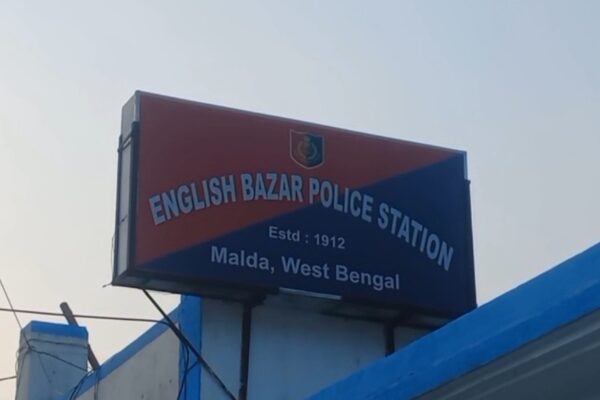 ENGLISH BAZAR POLICE STATION
Estd : 1912
Malda, West Bengal